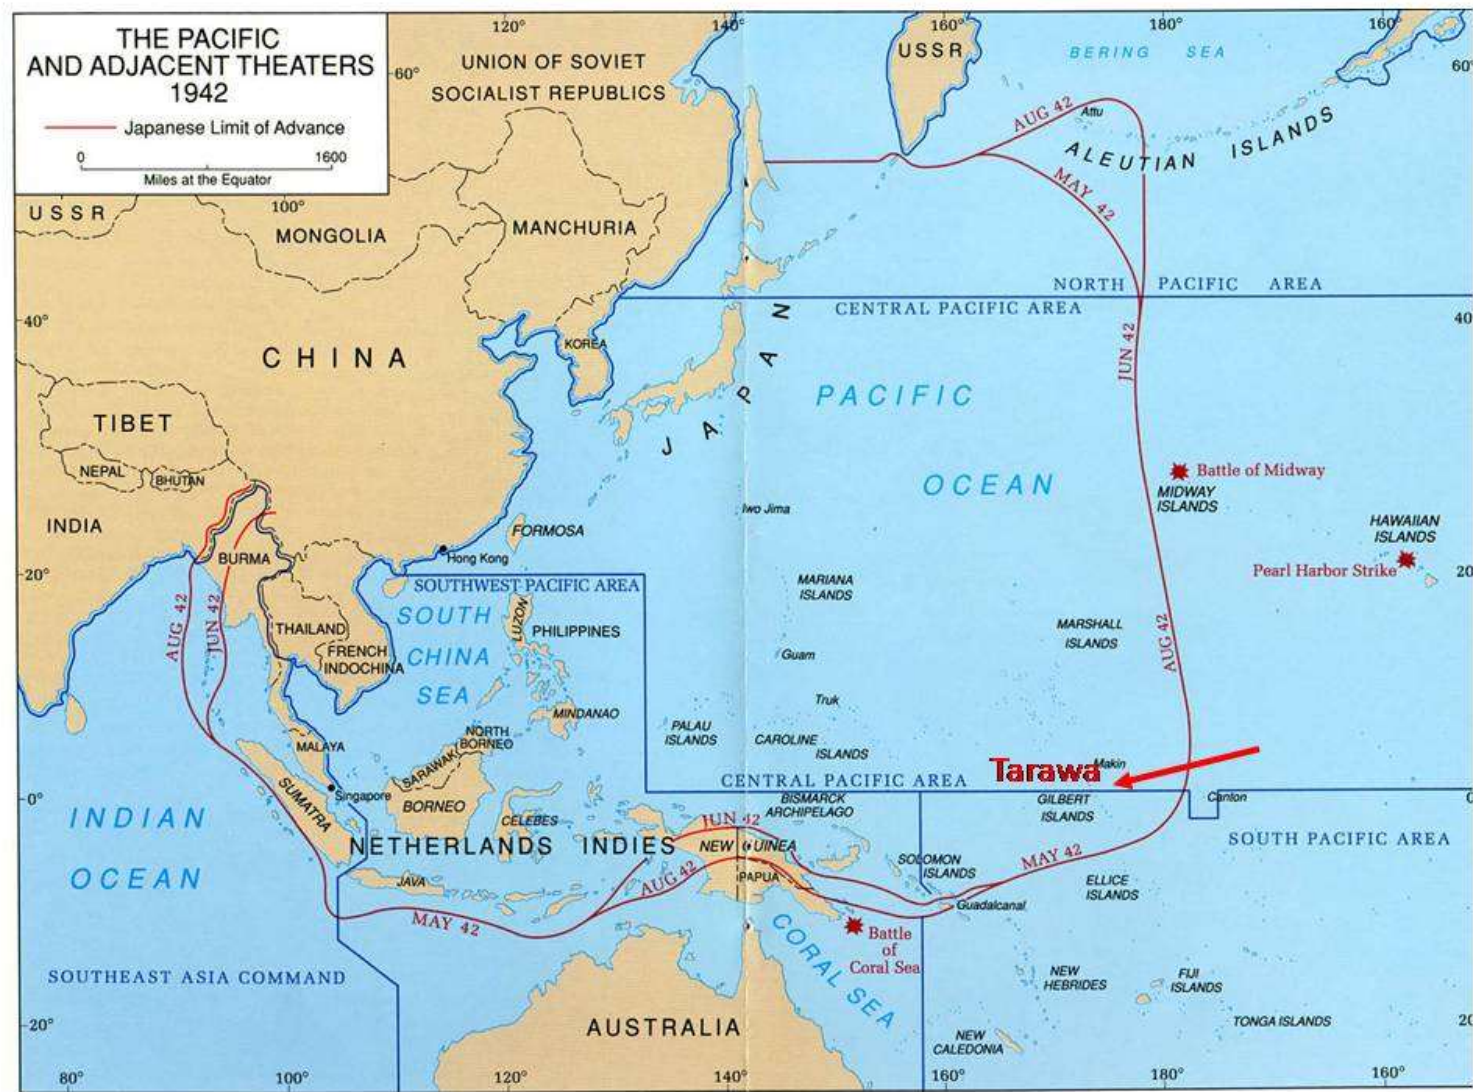 THE PACIFIC
AND ADJACENT THEATERS
1942
Japanese Limit of Advance
0 1600
Miles at the Equator
120°
140°
160°
180°
160°
60°
60°
UNION OF SOVIET
SOCIALIST REPUBLICS
USSR
BERING SEA
AUG 42
Attu
ALEUTIAN ISLANDS
MAY 42
USSR
100°
MONGOLIA
MANCHURIA
NORTH PACIFIC AREA
CENTRAL PACIFIC AREA
40°
40
CHINA
KOREA
JAPAN
JUN 42
PACIFIC
OCEAN
TIBET
NEPAL
BHUTAN
INDIA
BURMA
Battle of Midway
MIDWAY
ISLANDS
HAWAIIAN
ISLANDS
Pearl Harbor Strike
Iwo Jima
FORMOSA
Hong Kong
20°
20
SOUTHWEST PACIFIC AREA
MARIANA
ISLANDS
AUG 42
JUN 42
SOUTH
CHINA
SEA
LUZON
PHILIPPINES
THAILAND
FRENCH
INDOCHINA
MARSHALL
ISLANDS
AUG 42
Guam
Truk
MINDANAO
PALAU
ISLANDS
CAROLINE
ISLANDS
NORTH
BORNEO
SARAWAK
MALAYA
BORNEO
Singapore
SUMATRA
CELEBES
CENTRAL PACIFIC AREA
Tarawa
Makin
0°
0
BISMARCK
ARCHIPELAGO
GILBERT
ISLANDS
Canton
SOUTH PACIFIC AREA
INDIAN
OCEAN
NETHERLANDS INDIES
JUN 42
NEW GUINEA
PAPUA
AUG 42
SOLOMON
ISLANDS
MAY 42
ELLICE
ISLANDS
JAVA
MAY 42
Guadalcanal
Battle
of
Coral Sea
CORAL SEA
SOUTHEAST ASIA COMMAND
NEW
HEBRIDES
FIJI
ISLANDS
TONGA ISLANDS
AUSTRALIA
NEW
CALEDONIA
20°
20
80°
100°
120°
140°
160°
180°
160°